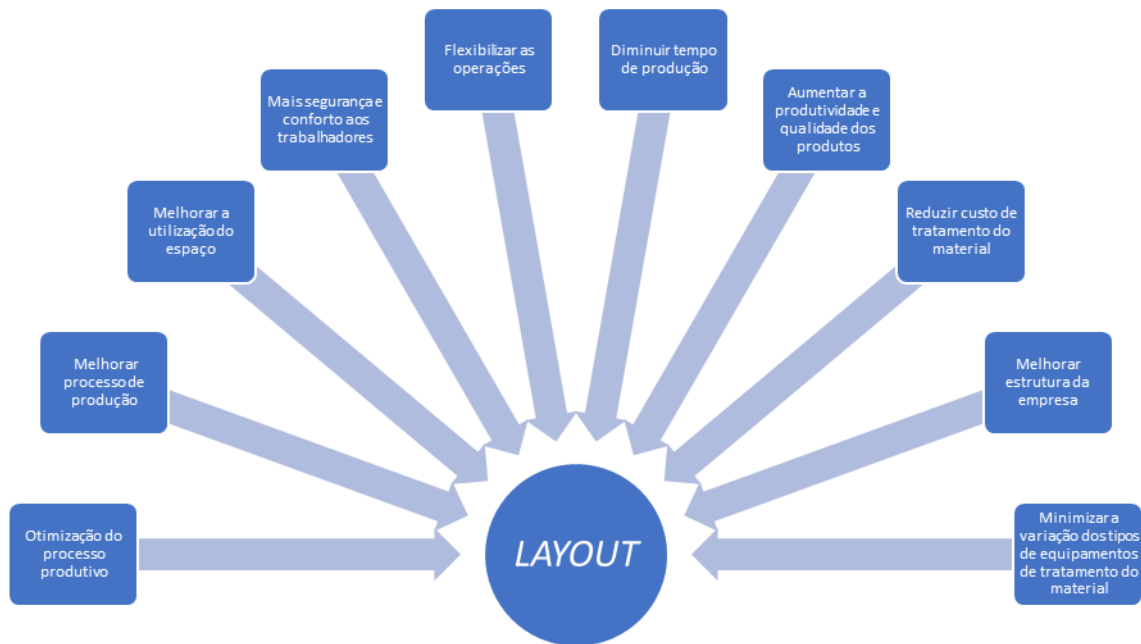 Flexibilizar as
operações
Diminuir tempo
de produção
Mais segurança e
conforto aos
trabalhadores
Aumentar a
produtividade e
qualidade dos
produtos
Melhorar a
utilização do
espaço
Reduzir custo de
tratamento do
material
Melhorar
processo de
produção
Melhorar
estrutura da
empresa
Otimização do
processo
produtivo
LAYOUT
Minimizar a
variação dos tipos
de equipamentos
de tratamento do
material